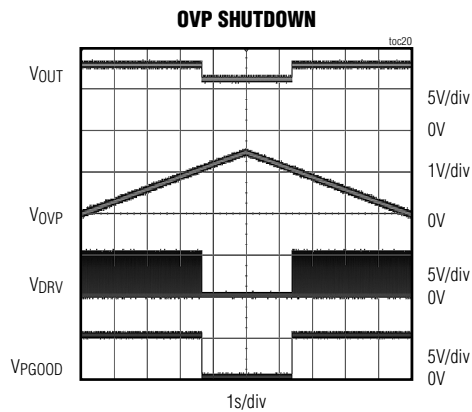 OVP SHUTDOWN
toc20
VOUT
5V/div
0V
1V/div
VOVP
0V
VDRV
5V/div
0V
VPGOOD
5V/div
0V
1s/div